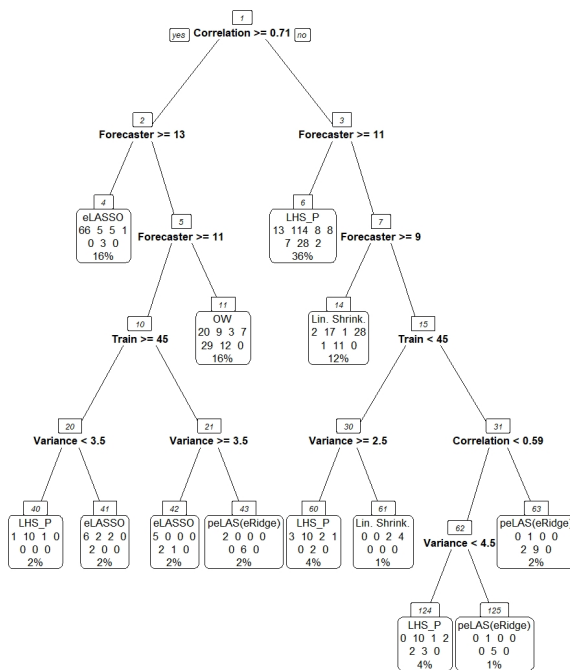 1
yes Correlation >= 0.71 no
2
Forecaster >= 13
3
Forecaster >= 11
4
eLASSO
66 5 5 1
0 3 0
16%
5
Forecaster >= 11
6
LHS_P
13 114 8 8
7 28 2
36%
7
Forecaster >= 9
10
Train >= 45
11
OW
20 9 3 7
29 12 0
16%
14
Lin. Shrink.
2 17 1 28
1 11 0
12%
15
Train < 45
20
Variance < 3.5
21
Variance >= 3.5
30
Variance >= 2.5
31
Correlation < 0.59
40
LHS_P
1 10 1 0
0 0 0
2%
41
eLASSO
6 2 2 0
2 0 0
2%
42
eLASSO
5 0 0 0
2 1 0
2%
43
peLAS(eRidge)
2 0 0 0
0 6 0
2%
60
LHS_P
3 10 2 1
0 2 0
4%
61
Lin. Shrink.
0 0 2 4
0 0 0
1%
62
Variance < 4.5
63
peLAS(eRidge)
0 1 0 0
2 9 0
2%
124
LHS_P
0 10 1 2
2 3 0
4%
125
peLAS(eRidge)
0 1 0 0
0 5 0
1%